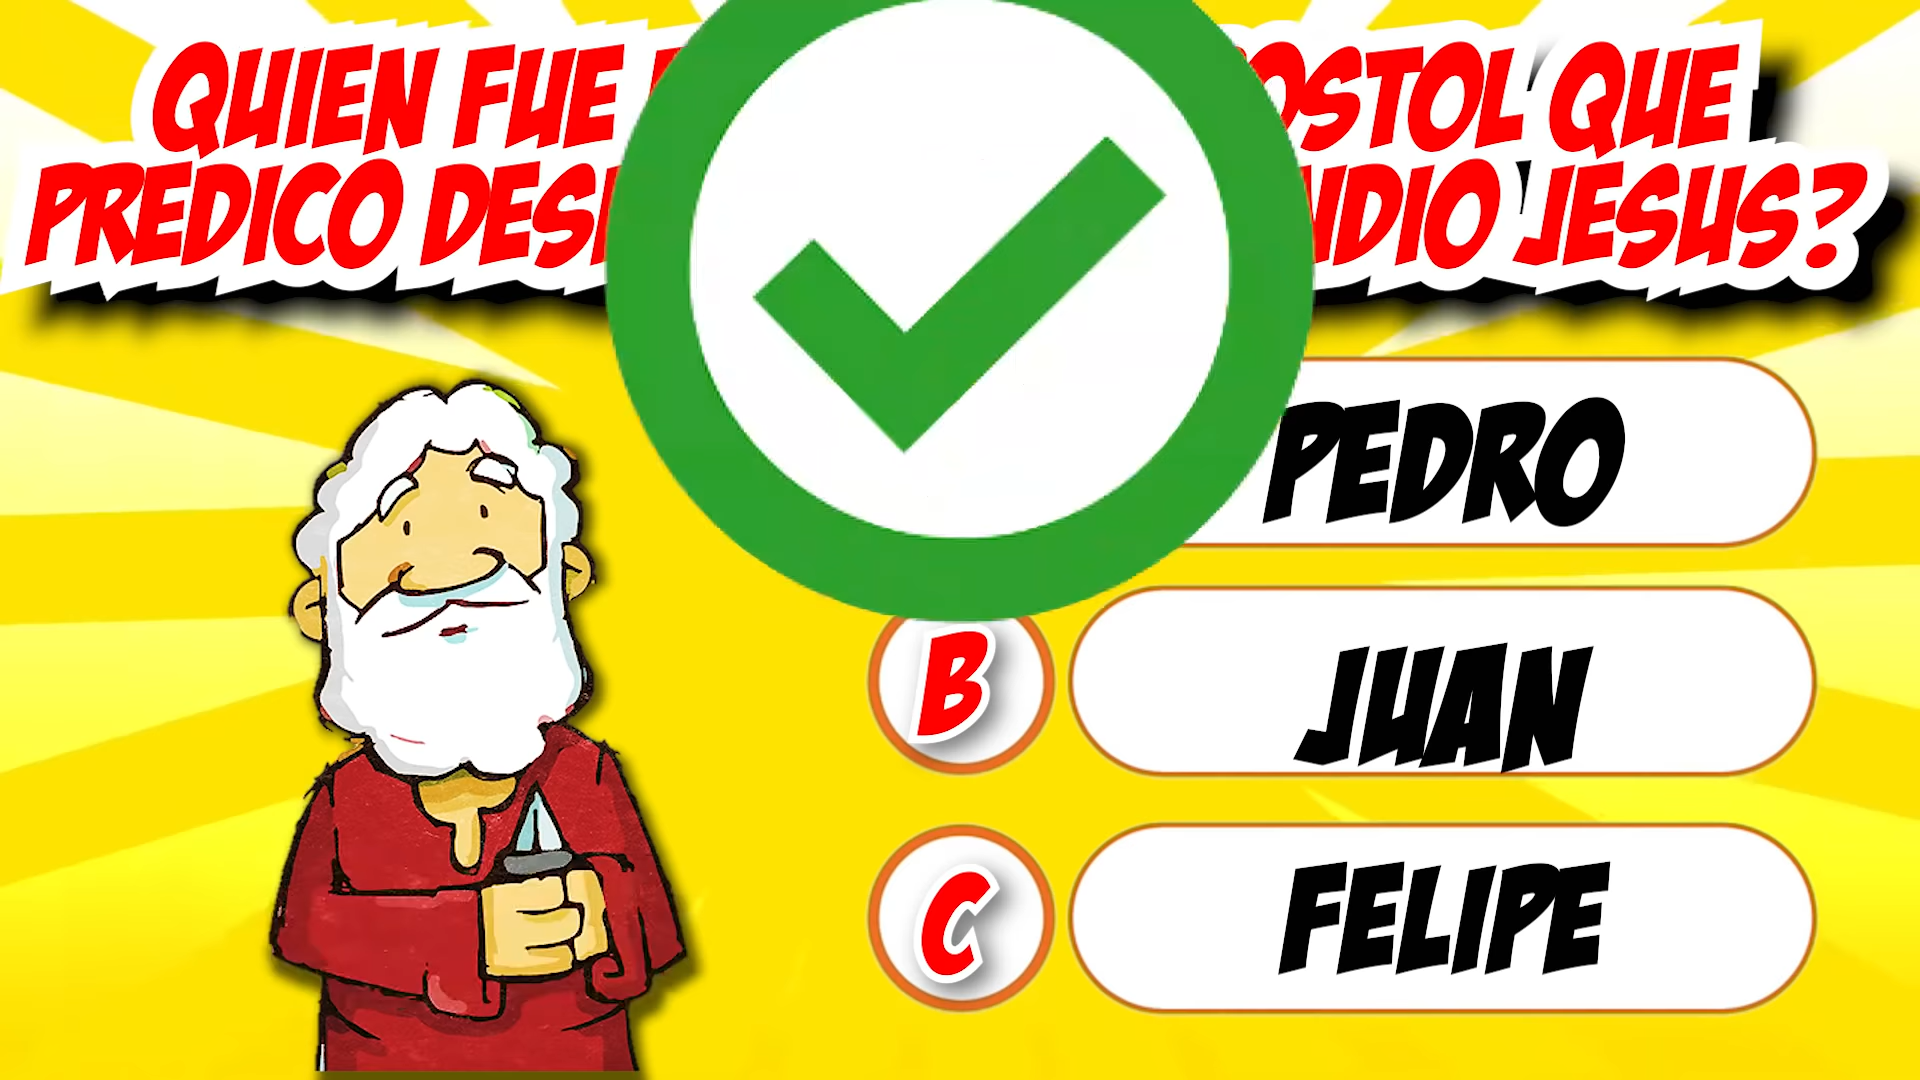 QUIEN FUE OSTOL QUE
PREDICO DES NDIO JESUS?
PEDRO
B JUAN
C FELIPE